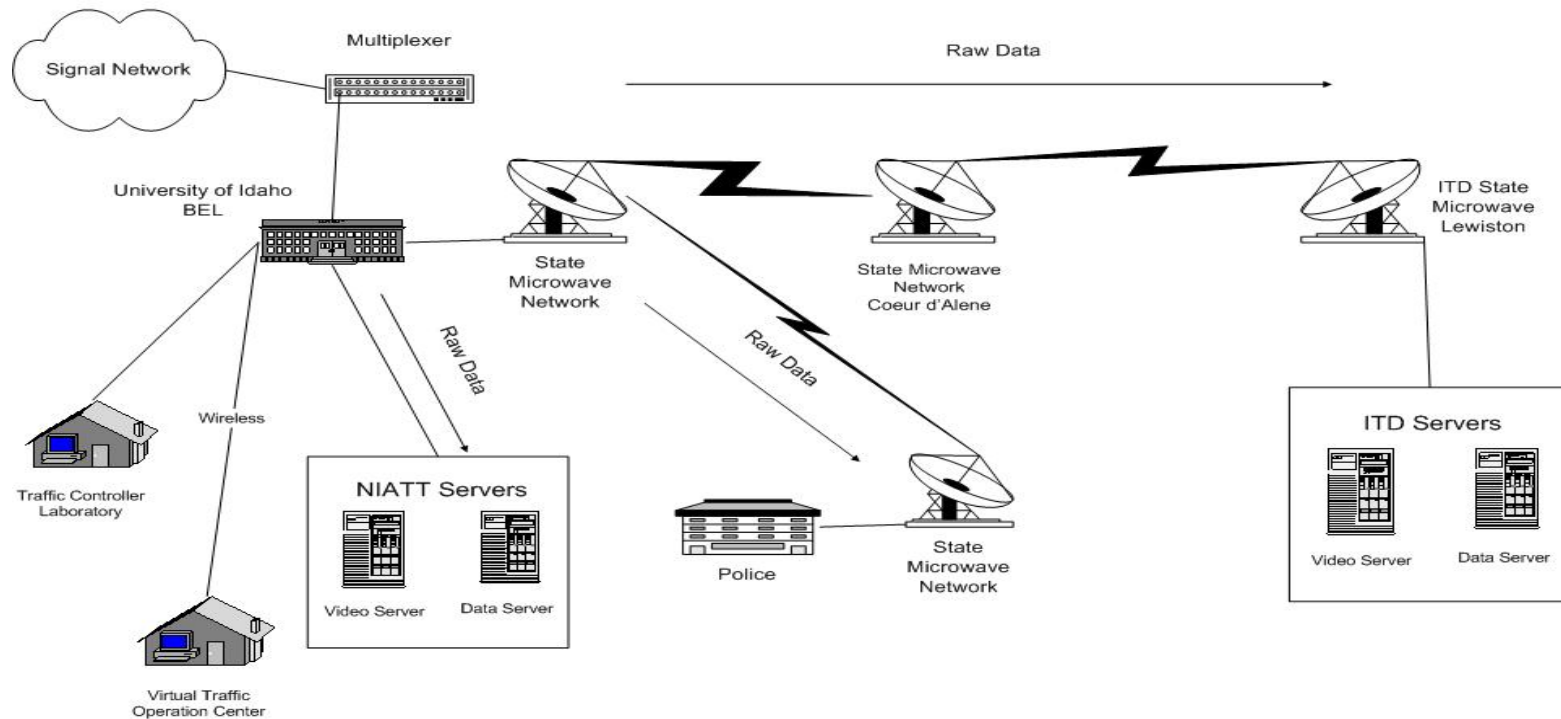 Signal Network
Multiplexer
Raw Data
University of Idaho
BEL
State
Microwave
Network
State Microwave
Network
Coeur d'Alene
ITD State
Microwave
Lewiston
Raw Data
Raw Data
Wireless
Traffic Controller
Laboratory
NIATT Servers
Video Server
Data Server
Police
State
Microwave
Network
ITD Servers
Video Server
Data Server
Virtual Traffic
Operation Center